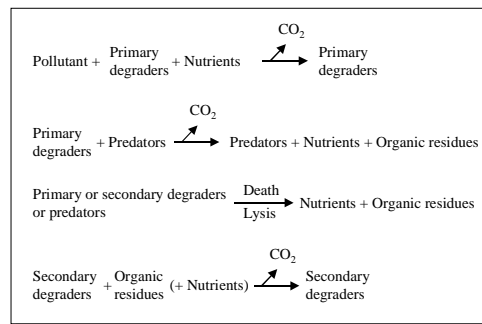 CO2
Pollutant + Primary degraders + Nutrients Primary degraders
CO2
Primary degraders + Predators Predators + Nutrients + Organic residues
Primary or secondary degraders or predators Death Lysis Nutrients + Organic residues
CO2
Secondary degraders + Organic residues (+ Nutrients) Secondary degraders